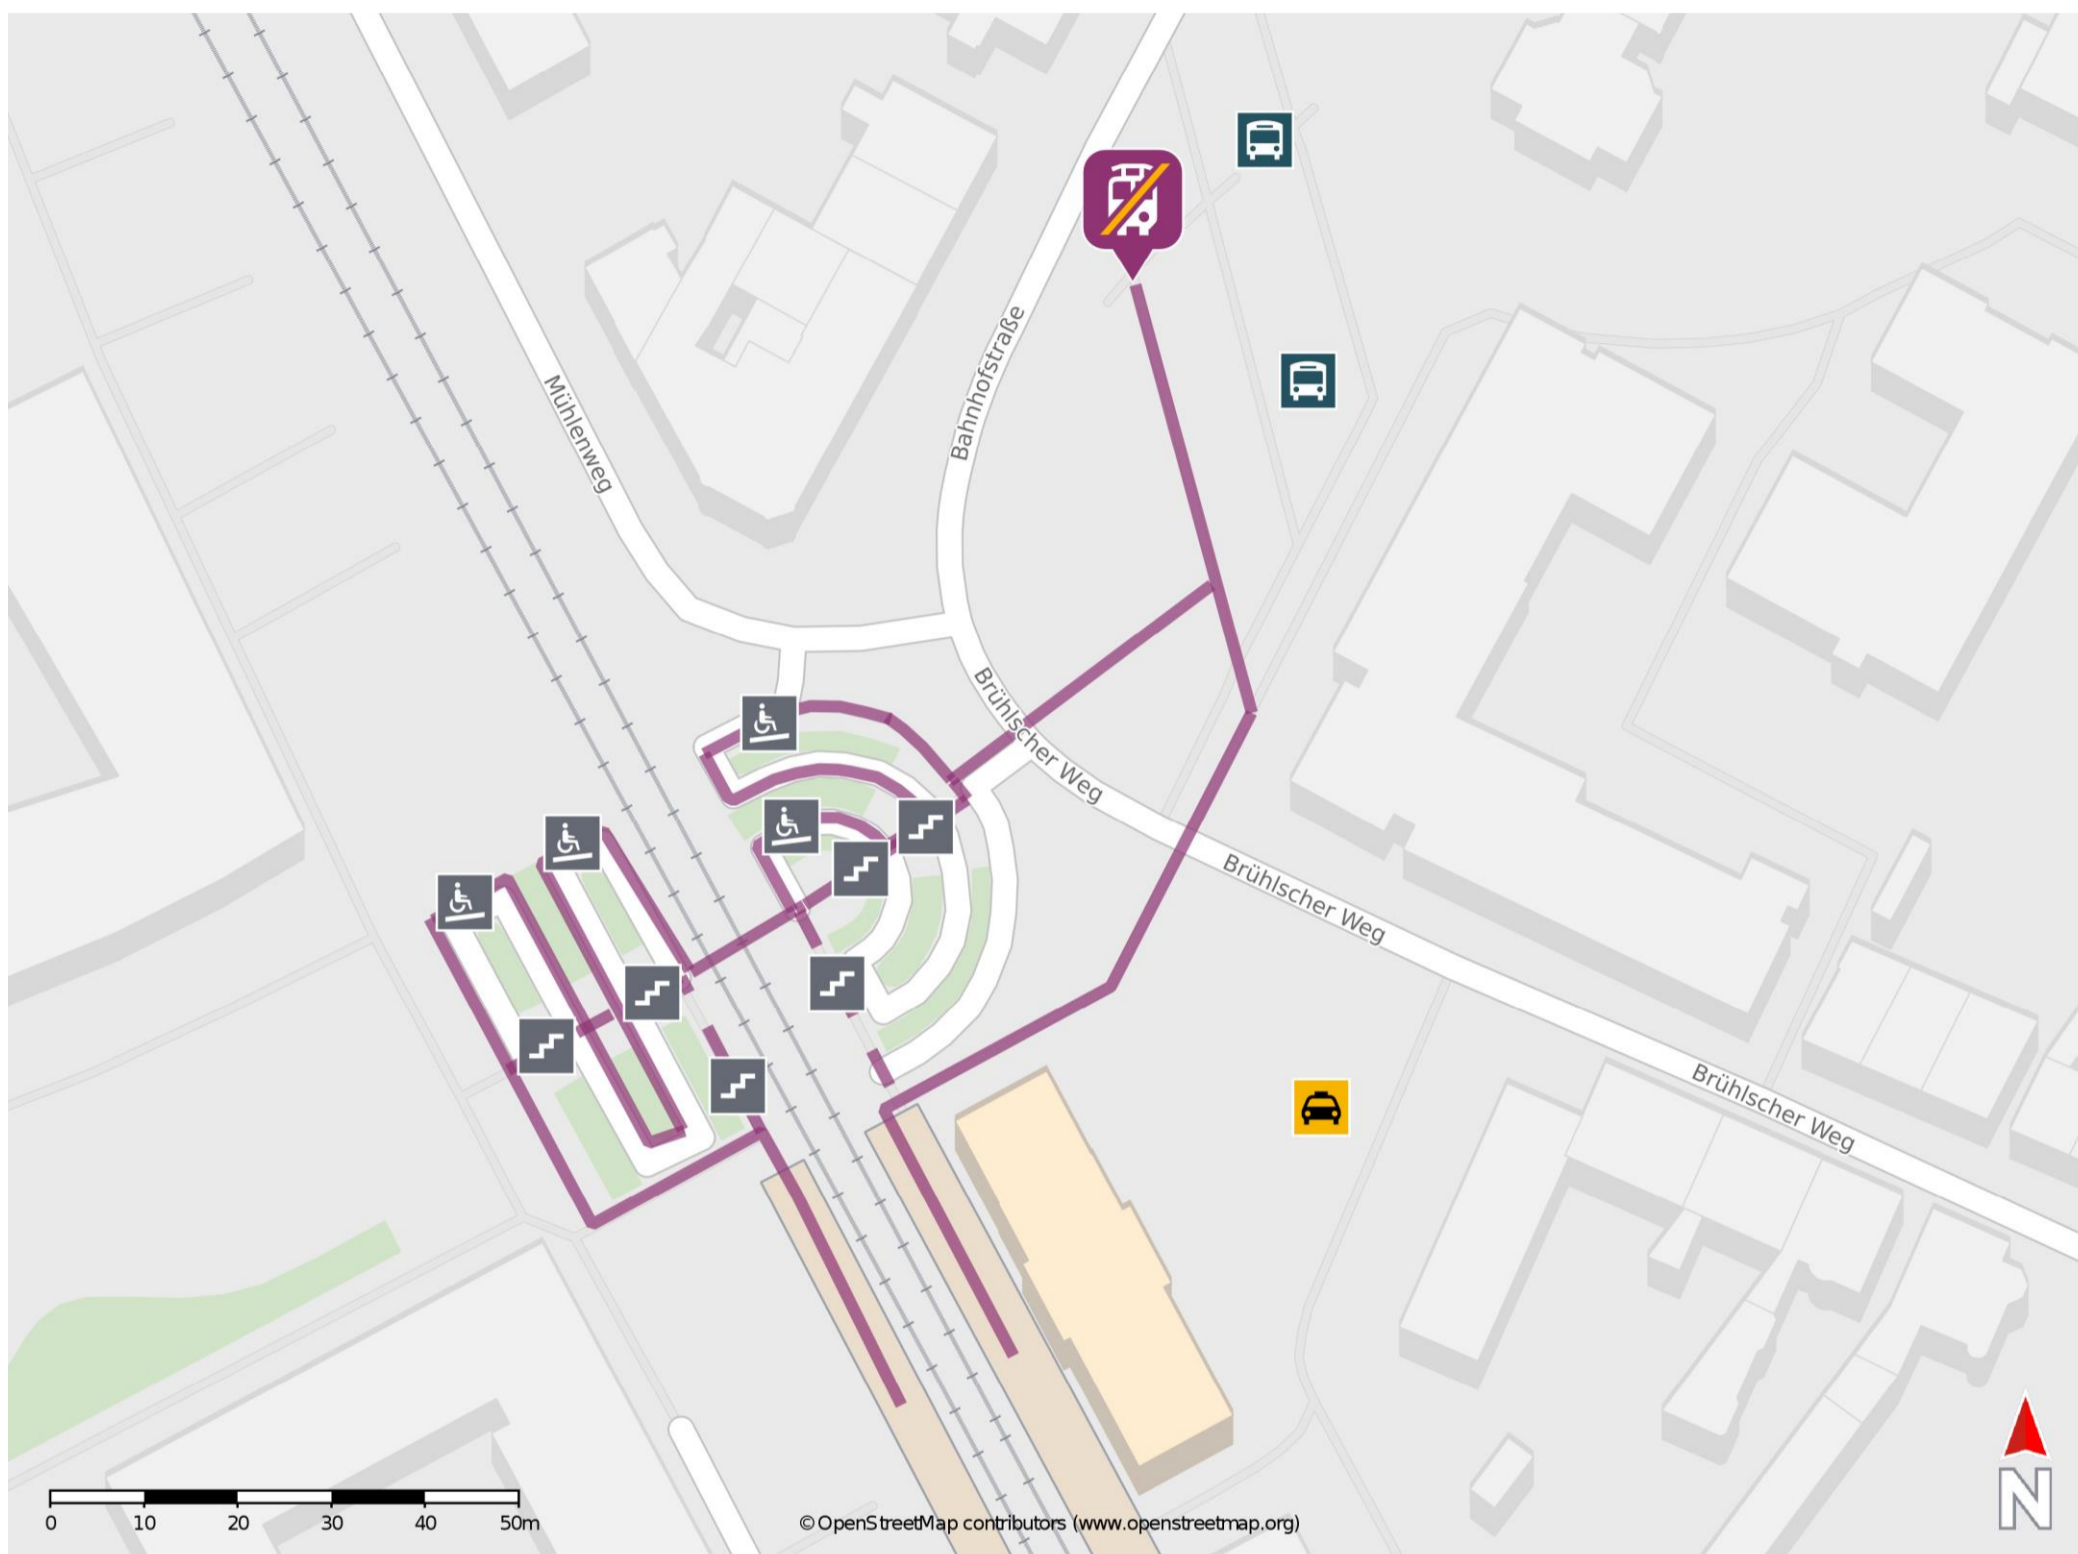 Bahnhofstraße
Mühlenweg
Brühlscher Weg
Brühlscher Weg
Brühlscher Weg
0 10 20 30 40 50m
© OpenStreetMap contributors (www.openstreetmap.org)
N